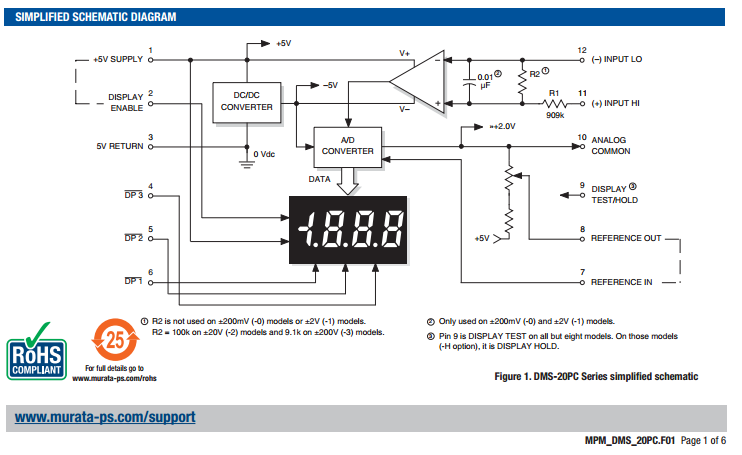 SIMPLIFIED SCHEMATIC DIAGRAM
1
+5V SUPPLY
2
DISPLAY
ENABLE
3
5V RETURN
4
DP 3
5
DP 2
6
DP 1
+5V
DC/DC
CONVERTER
0 Vdc
–5V
V+
V–
–
+
A/D
CONVERTER
DATA
-1.8.8.8
0.01 ②
µF
R2 ①
R1
909k
≈+2.0V
+5V
12
(–) INPUT LO
11
(+) INPUT HI
10
ANALOG
COMMON
9
DISPLAY ③
TEST/HOLD
8
REFERENCE OUT
7
REFERENCE IN
① R2 is not used on ±200mV (-0) models or ±2V (-1) models.
R2 = 100k on ±20V (-2) models and 9.1k on ±200V (-3) models.
② Only used on ±200mV (-0) and ±2V (-1) models.
③ Pin 9 is DISPLAY TEST on all but eight models. On those models
(-H option), it is DISPLAY HOLD.
RoHS
COMPLIANT
25
For full details go to
www.murata-ps.com/rohs
Figure 1. DMS-20PC Series simplified schematic
www.murata-ps.com/support
MPM_DMS_20PC.F01 Page 1 of 6